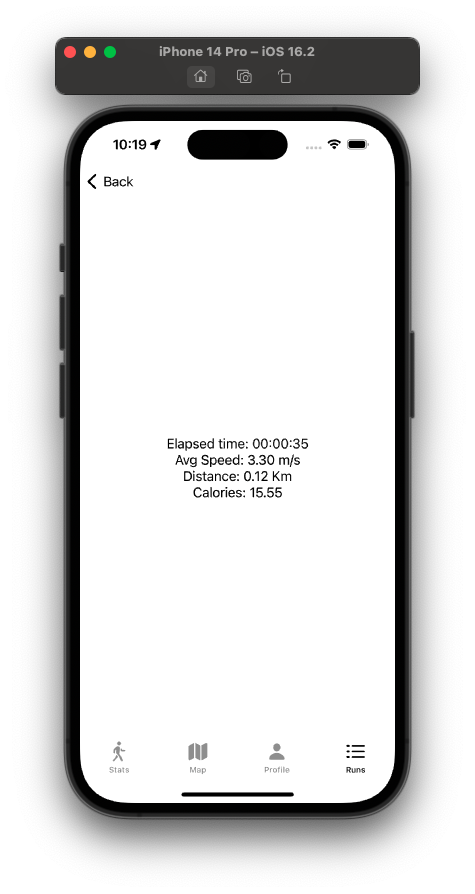 iPhone 14 Pro – iOS 16.2
10:19
Back
Elapsed time: 00:00:35
Avg Speed: 3.30 m/s
Distance: 0.12 Km
Calories: 15.55
Stats
Map
Profile
Runs